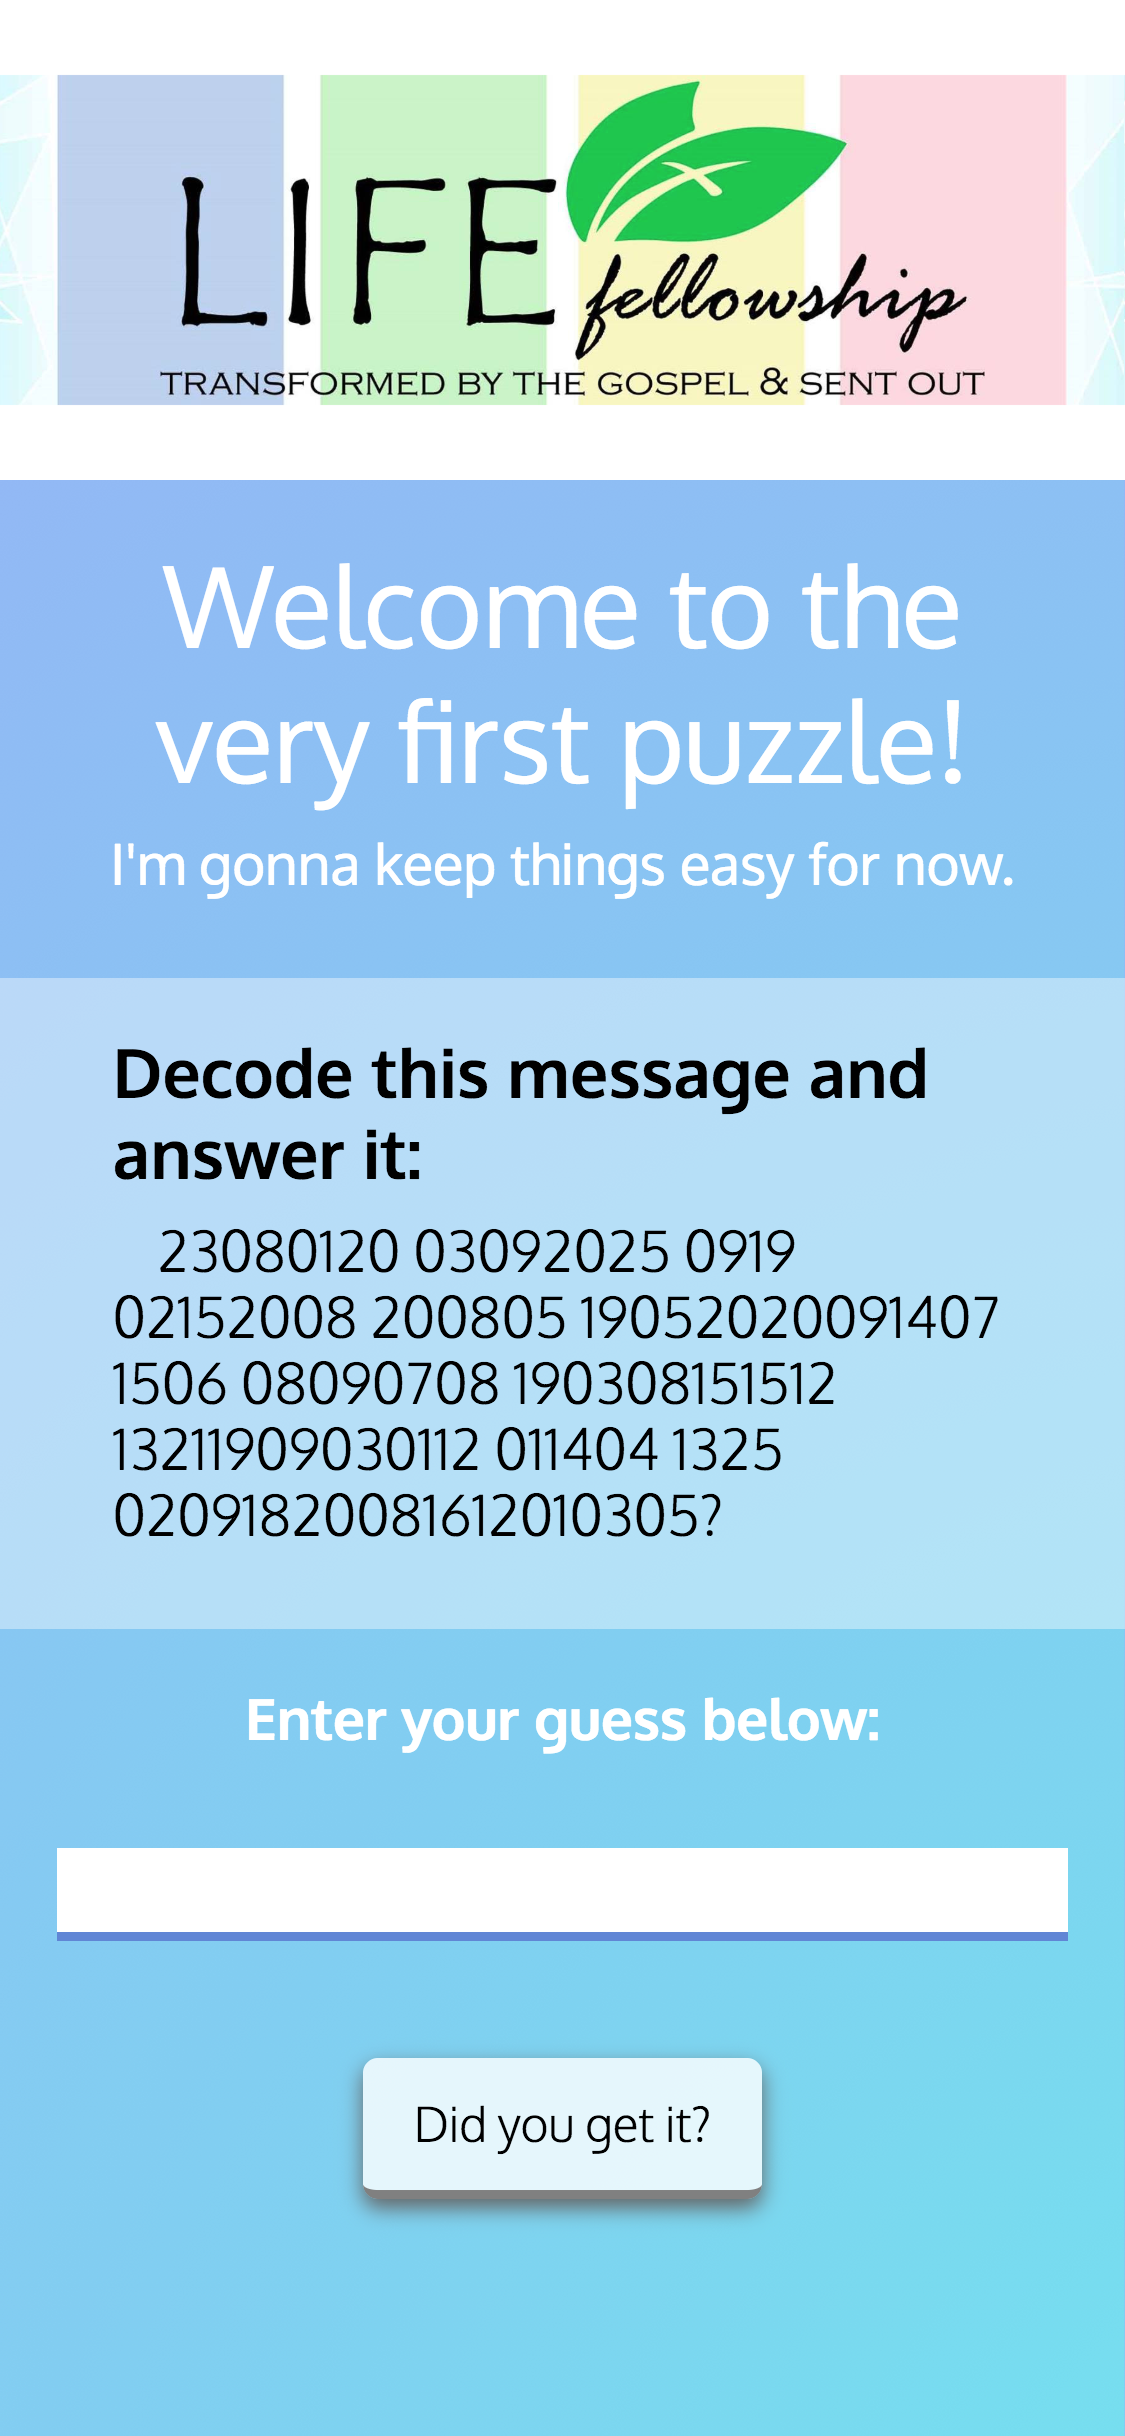 LIFE
fellowship
TRANSFORMED BY THE GOSPEL & SENT OUT
Welcome to the
very first puzzle!
I'm gonna keep things easy for now.
Decode this message and
answer it:
23080120 03092025 0919
02152008 200805 19052020091407
1506 08090708 190308151512
13211909030112 011404 1325
02091820081612010305?
Enter your guess below:
Did you get it?